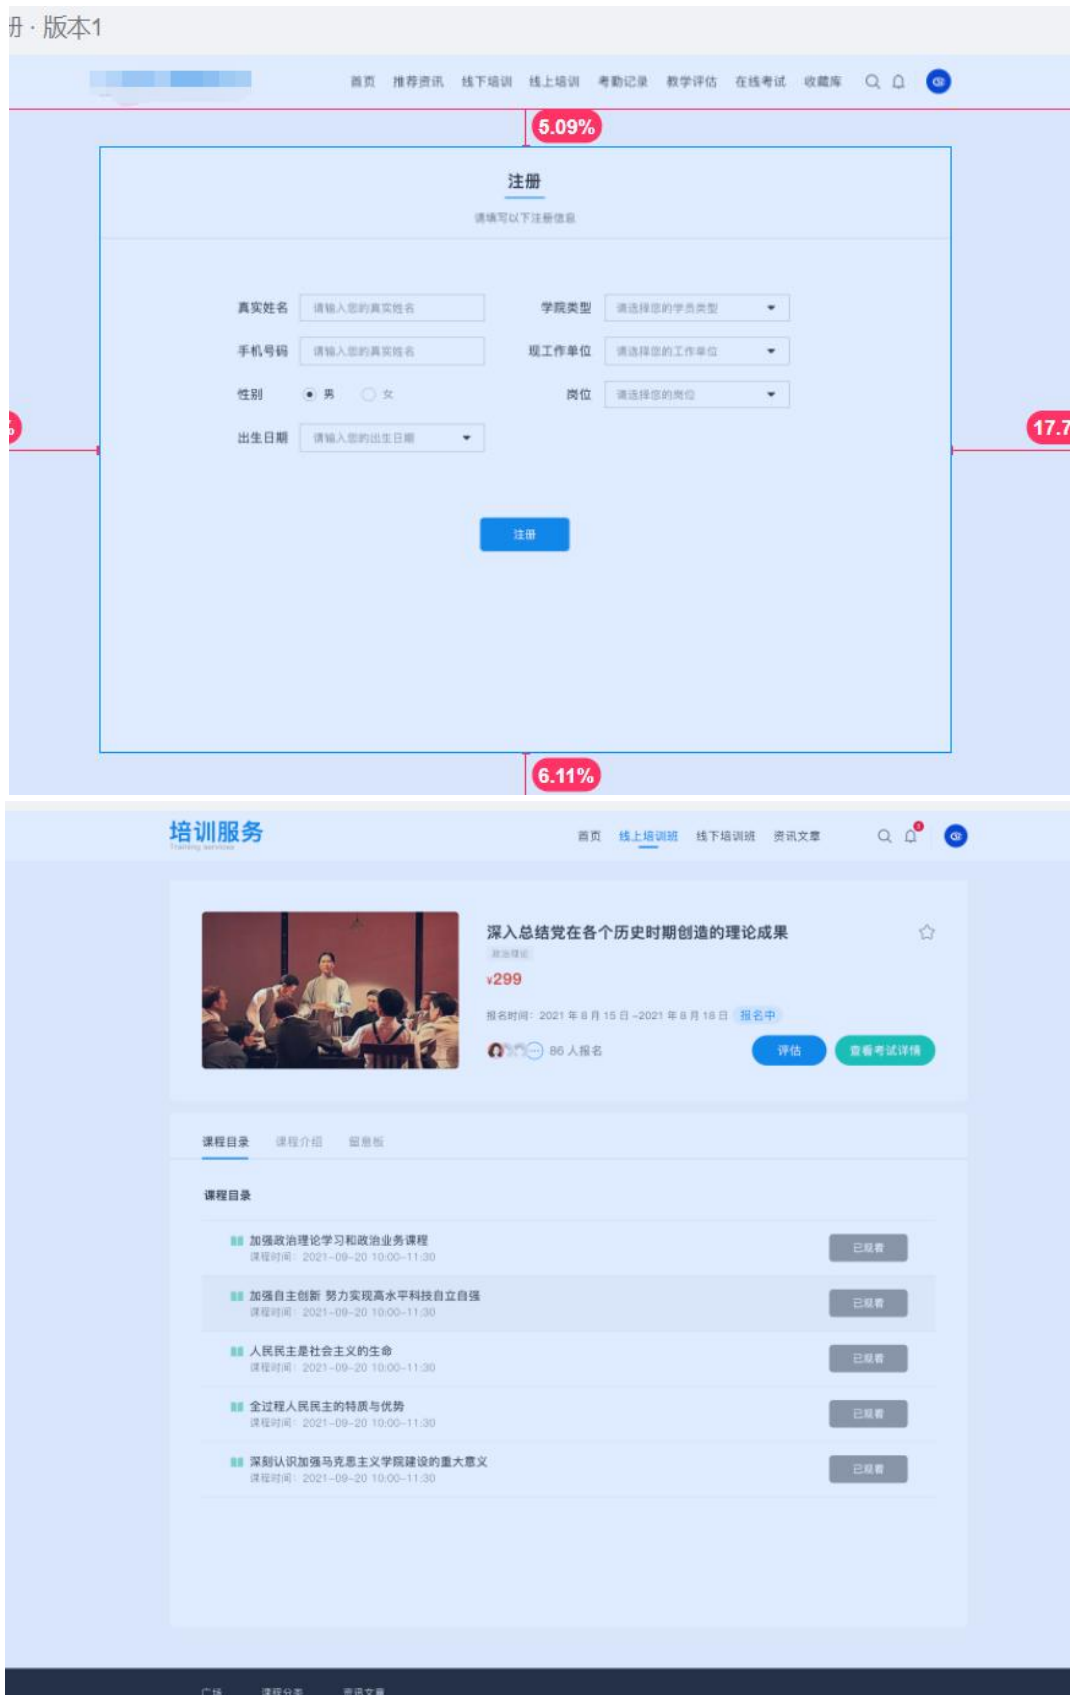 册 · 版本1
首页 推荐资讯 线下培训 线上培训 考勤记录 教学评估 在线考试 收藏库
5.09%
注册
请填写以下注册信息
真实姓名 请输入您的真实姓名 学院类型 请选择您的学员类型
手机号码 请输入您的真实姓名 现工作单位 请选择您的工作单位
性别 男 女 岗位 请选择您的岗位
17.7
出生日期 请输入您的出生日期
注册
6.11%
培训服务
Training services
首页 线上培训班 线下培训班 资讯文章
深入总结党在各个历史时期创造的理论成果
政治理论
¥299
报名时间：2021 年 8 月 15 日 -2021 年 8 月 18 日 报名中
86 人报名 评估 查看考试详情
课程目录 课程介绍 留言板
课程目录
加强政治理论学习和政治业务课程
课程时间：2021-09-20 10:00-11:30
已观看
加强自主创新 努力实现高水平科技自立自强
课程时间：2021-09-20 10:00-11:30
已观看
人民民主是社会主义的生命
课程时间：2021-09-20 10:00-11:30
已观看
全过程人民民主的特质与优势
课程时间：2021-09-20 10:00-11:30
已观看
深刻认识加强马克思主义学院建设的重大意义
课程时间：2021-09-20 10:00-11:30
已观看
广场 课程分类 资讯文章